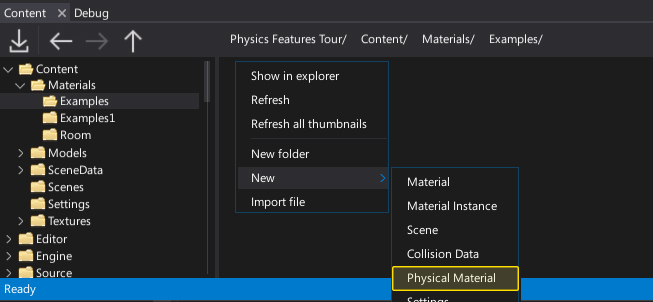 Content × Debug
Physics Features Tour/ Content/ Materials/ Examples/
Content
Materials
Examples
Examples1
Room
Models
SceneData
Scenes
Settings
Textures
Editor
Engine
Source
Show in explorer
Refresh
Refresh all thumbnails
New folder
New
Import file
Material
Material Instance
Scene
Collision Data
Physical Material
Settings
Ready